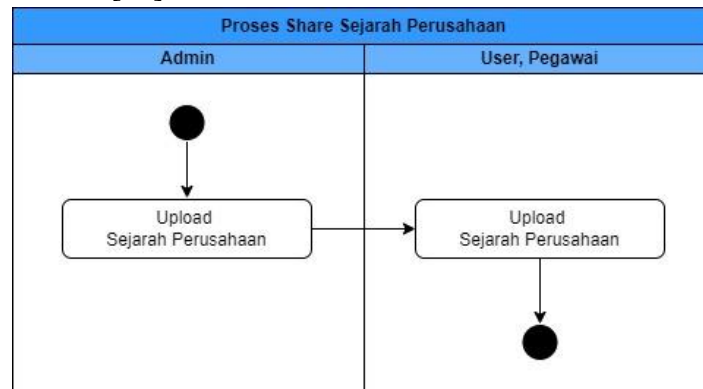 Proses Share Sejarah Perusahaan
Admin
User, Pegawai
Upload
Sejarah Perusahaan
Upload
Sejarah Perusahaan